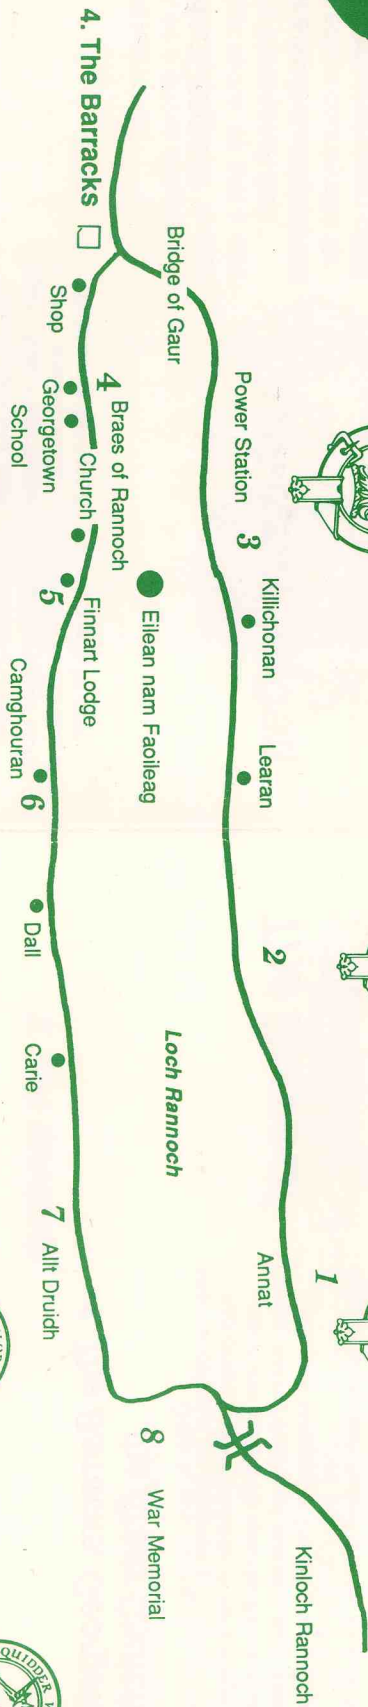 4. The Barracks
Bridge of Gaur
Shop
Power Station
4
Braes of Rannoch
Georgetown
School
Church
3
Killichonan
Eilean nam Faoileag
5
Finnart Lodge
Learan
Camghouran
6
2
Dall
Loch Rannoch
Carie
1
Annat
7
Allt Druidh
8
War Memorial
Kinloch Rannoch
QUIDDER